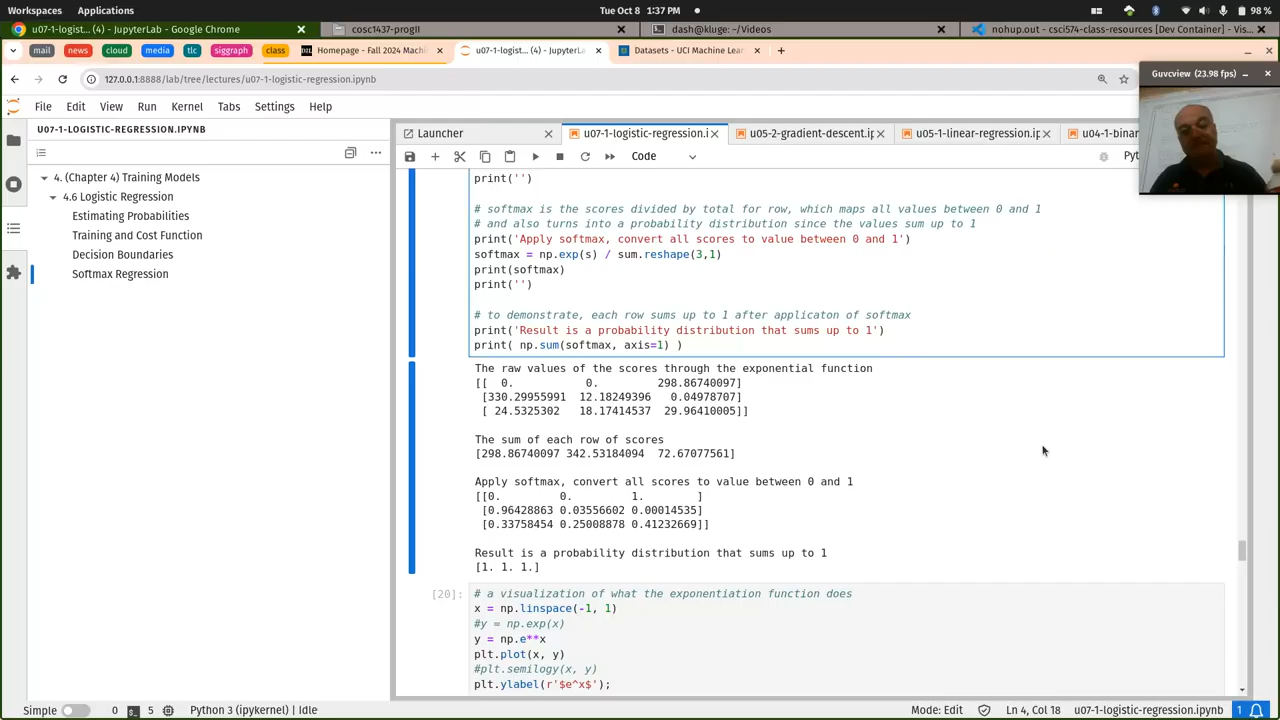 Workspaces Applications Tue Oct 8 1:37 PM 98 %
u07-1-logist... (4) - JupyterLab - Google Chrome cosc1437-progII dash@kluge: ~/Videos nohup.out - csci574-class-resources [Dev Container] - Vis...
mail news cloud media tlc siggraph class Homepage - Fall 2024 Machin u07-1-logist... (4) - JupyterL Datasets - UCI Machine Lear
127.0.0.1:8888/lab/tree/lectures/u07-1-logistic-regression.ipynb
Guvcview (23.98 fps)
File Edit View Run Kernel Tabs Settings Help
U07-1-LOGISTIC-REGRESSION.IPYNB
Launcher u07-1-logistic-regression.i u05-2-gradient-descent.ip u05-1-linear-regression.ip u04-1-binar
Code Pyt
4. (Chapter 4) Training Models
4.6 Logistic Regression
Estimating Probabilities
Training and Cost Function
Decision Boundaries
Softmax Regression
print('')
# softmax is the scores divided by total for row, which maps all values between 0 and 1
# and also turns into a probability distribution since the values sum up to 1
print('Apply softmax, convert all scores to value between 0 and 1')
softmax = np.exp(s) / sum.reshape(3,1)
print(softmax)
print('')
# to demonstrate, each row sums up to 1 after applicaton of softmax
print('Result is a probability distribution that sums up to 1')
print( np.sum(softmax, axis=1) )
The raw values of the scores through the exponential function
[[ 0. 0. 298.86740097]
[330.29955991 12.18249396 0.04978707]
[ 24.5325302 18.17414537 29.96410005]]
The sum of each row of scores
[298.86740097 342.53184094 72.67077561]
Apply softmax, convert all scores to value between 0 and 1
[[0. 0. 1. ]
[0.96428863 0.03556602 0.00014535]
[0.33758454 0.25008878 0.41232669]]
Result is a probability distribution that sums up to 1
[1. 1. 1.]
[20]: # a visualization of what the exponentiation function does
x = np.linspace(-1, 1)
#y = np.exp(x)
y = np.e**x
plt.plot(x, y)
#plt.semilogy(x, y)
plt.ylabel(r'$e^x$');
Simple 0 5 Python 3 (ipykernel) | Idle Mode: Edit Ln 4, Col 18 u07-1-logistic-regression.ipynb 1